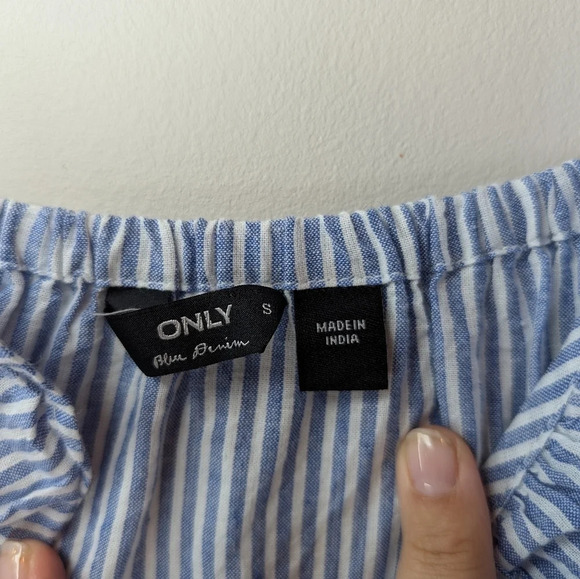 ONLY
S
Blue Denim
MADE IN
INDIA